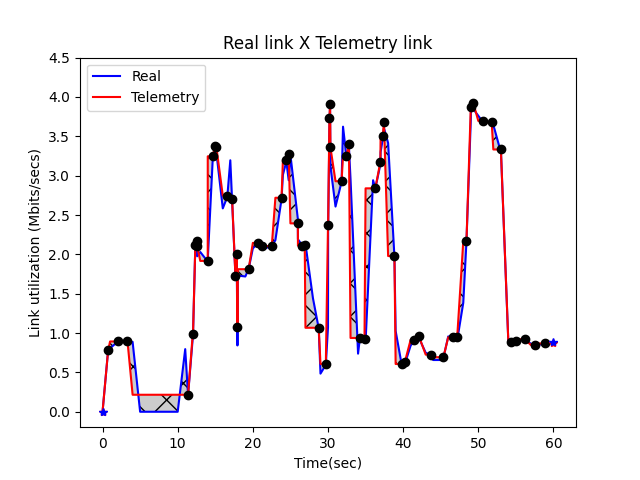 Real link X Telemetry link
Real
Telemetry
Link utilization (Mbits/secs)
4.5
4.0
3.5
3.0
2.5
2.0
1.5
1.0
0.5
0.0
0 10 20 30 40 50 60
Time(sec)